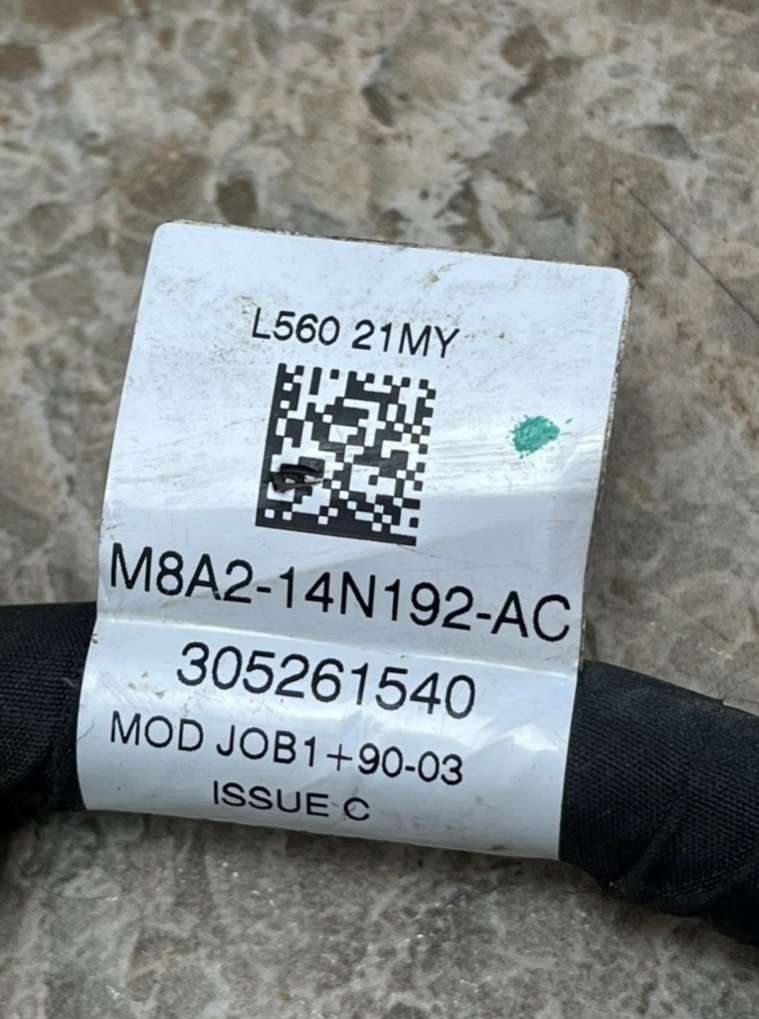 L560 21MY
M8A2-14N192-AC
305261540
MOD JOB1+90-03
ISSUE C